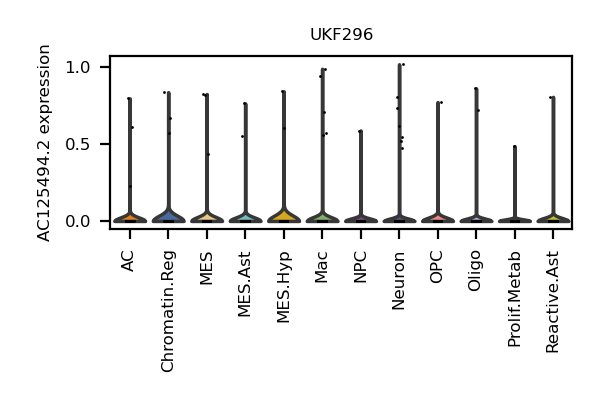 UKF296
AC125494.2 expression
1.0
0.5
0.0
AC
Chromatin.Reg
MES
MES.Ast
MES.Hyp
Mac
NPC
Neuron
OPC
Oligo
Prolif.Metab
Reactive.Ast